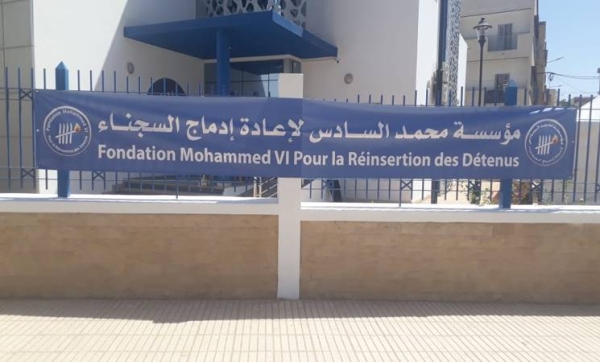 مؤسسة محمد السادس لإعادة إدماج السجناء
Fondation Mohammed VI Pour la Réinsertion des Détenus